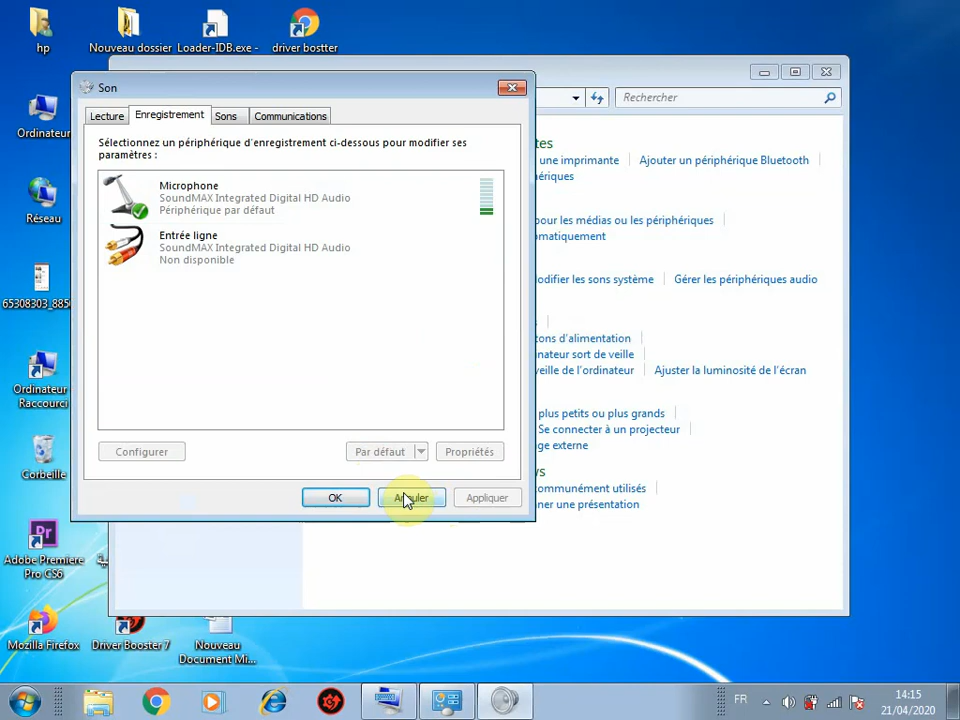 hp
Nouveau dossier
Loader-IDB.exe -
driver bostter
Ordinateur
Réseau
65308303_885
Ordinateur
Raccourci
Corbeille
Adobe Premiere
Pro CS6
Mozilla Firefox
Driver Booster 7
Nouveau
Document Mi...
Rechercher
tes
une imprimante
Ajouter un périphérique Bluetooth
hériques
pour les médias ou les périphériques
omatiquement
odifier les sons système
Gérer les périphériques audio
tons d'alimentation
inateur sort de veille
veille de l'ordinateur
Ajuster la luminosité de l'écran
plus petits ou plus grands
Se connecter à un projecteur
ge externe
ws
communément utilisés
ner une présentation
Son
Lecture
Enregistrement
Sons
Communications
Sélectionnez un périphérique d'enregistrement ci-dessous pour modifier ses
paramètres :
Microphone
SoundMAX Integrated Digital HD Audio
Périphérique par défaut
Entrée ligne
SoundMAX Integrated Digital HD Audio
Non disponible
Configurer
Par défaut
Propriétés
OK
Annuler
Appliquer
FR
14:15
21/04/2020